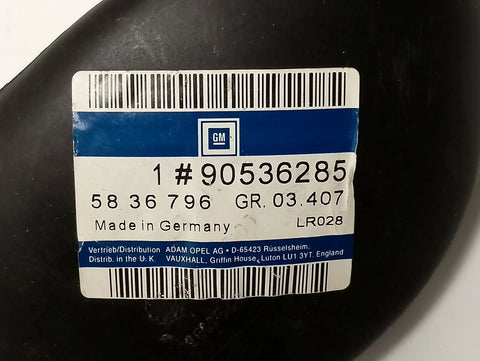 GM
1 # 90536285
58 36 796 GR. 03.407
Made in Germany LR028
Vertrieb/Distribution ADAM OPEL AG • D-65423 Rüsselsheim.
Distrib. in the U.K. VAUXHALL, Griffin House, Luton LU1 3YT, England